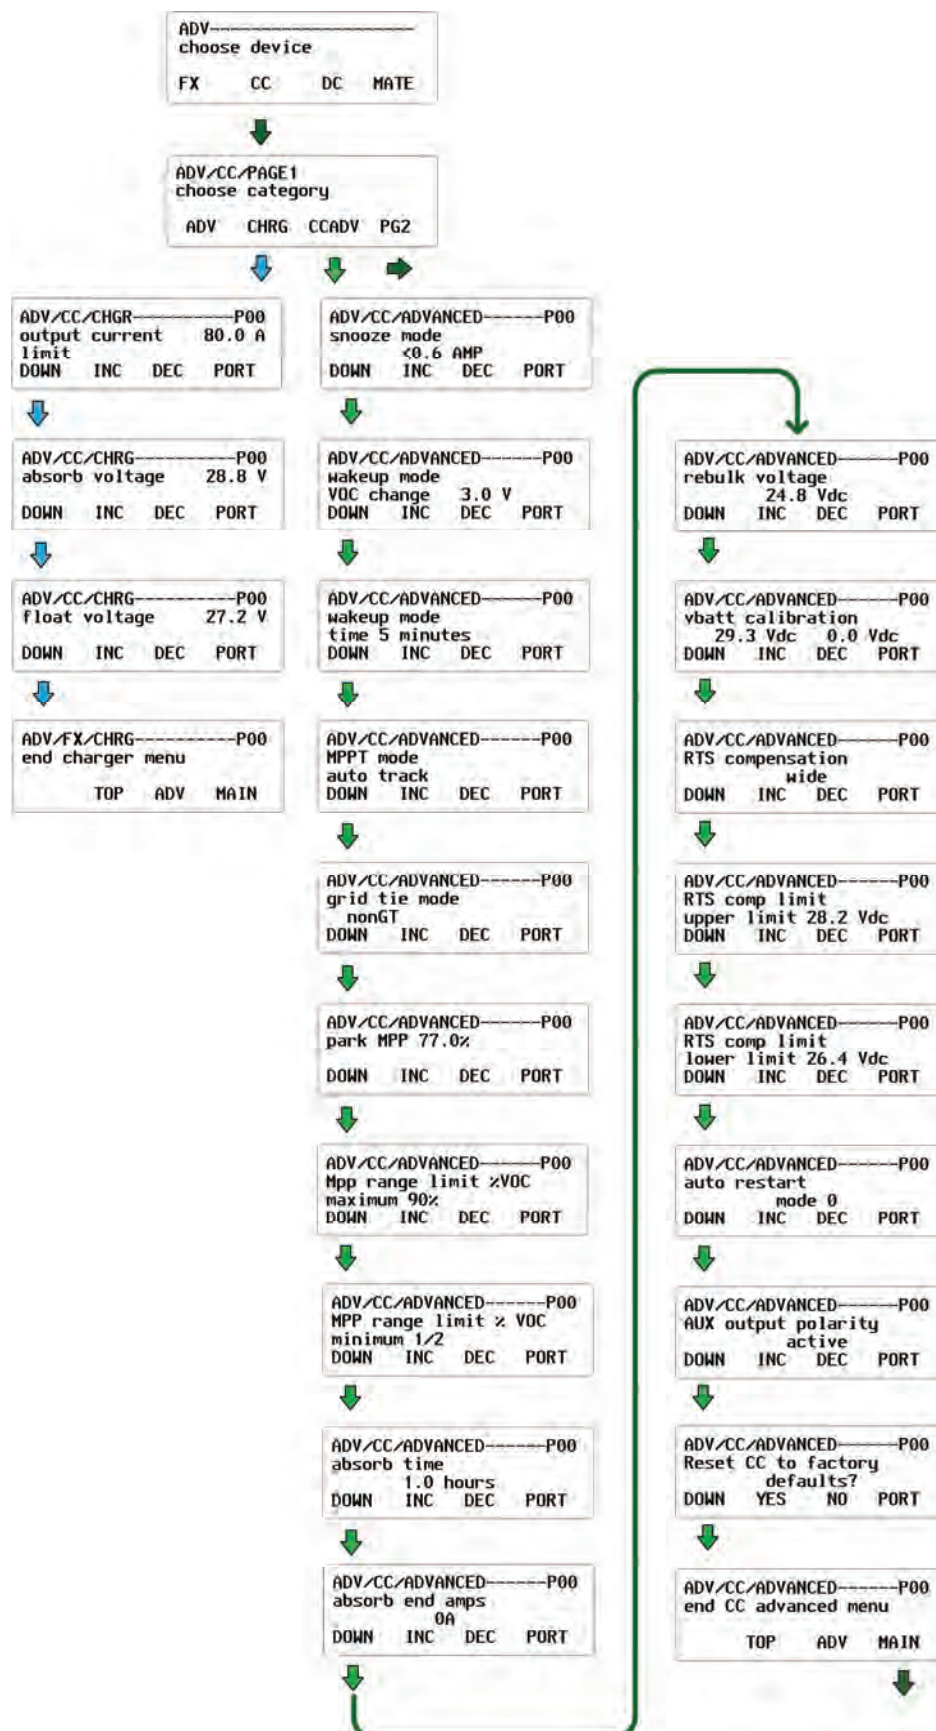 ADV----------------------
choose device
FX CC DC MATE
ADV/CC/PAGE1
choose category
ADV CHRG CCADV PG2
ADV/CC/CHGR----------P00
output current 80.0 A
limit
DOWN INC DEC PORT
ADV/CC/CHRG----------P00
absorb voltage 28.8 V
DOWN INC DEC PORT
ADV/CC/CHRG----------P00
float voltage 27.2 V
DOWN INC DEC PORT
ADV/FX/CHRG----------P00
end charger menu
TOP ADV MAIN
ADV/CC/ADVANCED------P00
snooze mode
<0.6 AMP
DOWN INC DEC PORT
ADV/CC/ADVANCED------P00
wakeup mode
VOC change 3.0 V
DOWN INC DEC PORT
ADV/CC/ADVANCED------P00
wakeup mode
time 5 minutes
DOWN INC DEC PORT
ADV/CC/ADVANCED------P00
MPPT mode
auto track
DOWN INC DEC PORT
ADV/CC/ADVANCED------P00
grid tie mode
nonGT
DOWN INC DEC PORT
ADV/CC/ADVANCED------P00
park MPP 77.0%
DOWN INC DEC PORT
ADV/CC/ADVANCED------P00
Mpp range limit %VOC
maximum 90%
DOWN INC DEC PORT
ADV/CC/ADVANCED------P00
MPP range limit % VOC
minimum 1/2
DOWN INC DEC PORT
ADV/CC/ADVANCED------P00
absorb time
1.0 hours
DOWN INC DEC PORT
ADV/CC/ADVANCED------P00
absorb end amps
0A
DOWN INC DEC PORT
ADV/CC/ADVANCED------P00
rebulk voltage
24.8 Vdc
DOWN INC DEC PORT
ADV/CC/ADVANCED------P00
vbatt calibration
29.3 Vdc 0.0 Vdc
DOWN INC DEC PORT
ADV/CC/ADVANCED------P00
RTS compensation
wide
DOWN INC DEC PORT
ADV/CC/ADVANCED------P00
RTS comp limit
upper limit 28.2 Vdc
DOWN INC DEC PORT
ADV/CC/ADVANCED------P00
RTS comp limit
lower limit 26.4 Vdc
DOWN INC DEC PORT
ADV/CC/ADVANCED------P00
auto restart
mode 0
DOWN INC DEC PORT
ADV/CC/ADVANCED------P00
AUX output polarity
active
DOWN INC DEC PORT
ADV/CC/ADVANCED------P00
Reset CC to factory
defaults?
DOWN YES NO PORT
ADV/CC/ADVANCED------P00
end CC advanced menu
TOP ADV MAIN